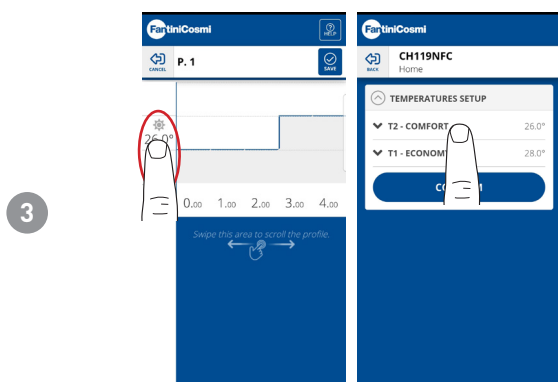 FantiniCosmi
HELP
CANCEL
P. 1
SAVE
26.0°
0.00 1.00 2.00 3.00 4.00
Swipe this area to scroll the profile.
3
FantiniCosmi
BACK
CH119NFC
Home
TEMPERATURES SETUP
T2 - COMFORT 26.0°
T1 - ECONOMY 28.0°